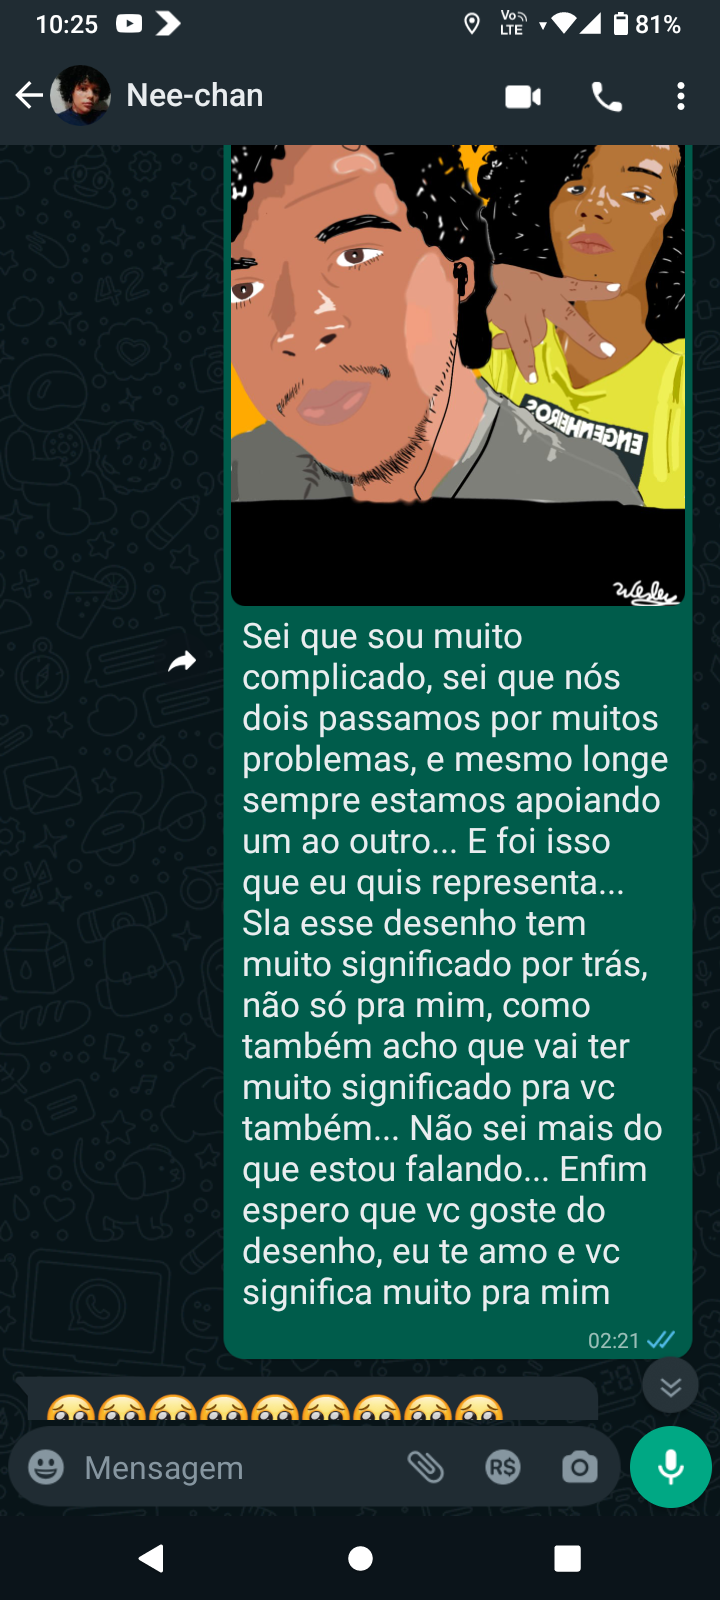 10:25
Vo LTE
81%
Nee-chan
ENGENHEIROS
Wesley
Sei que sou muito
complicado, sei que nós
dois passamos por muitos
problemas, e mesmo longe
sempre estamos apoiando
um ao outro... E foi isso
que eu quis representa...
Sla esse desenho tem
muito significado por trás,
não só pra mim, como
também acho que vai ter
muito significado pra vc
também... Não sei mais do
que estou falando... Enfim
espero que vc goste do
desenho, eu te amo e vc
significa muito pra mim
02:21
Mensagem
R$